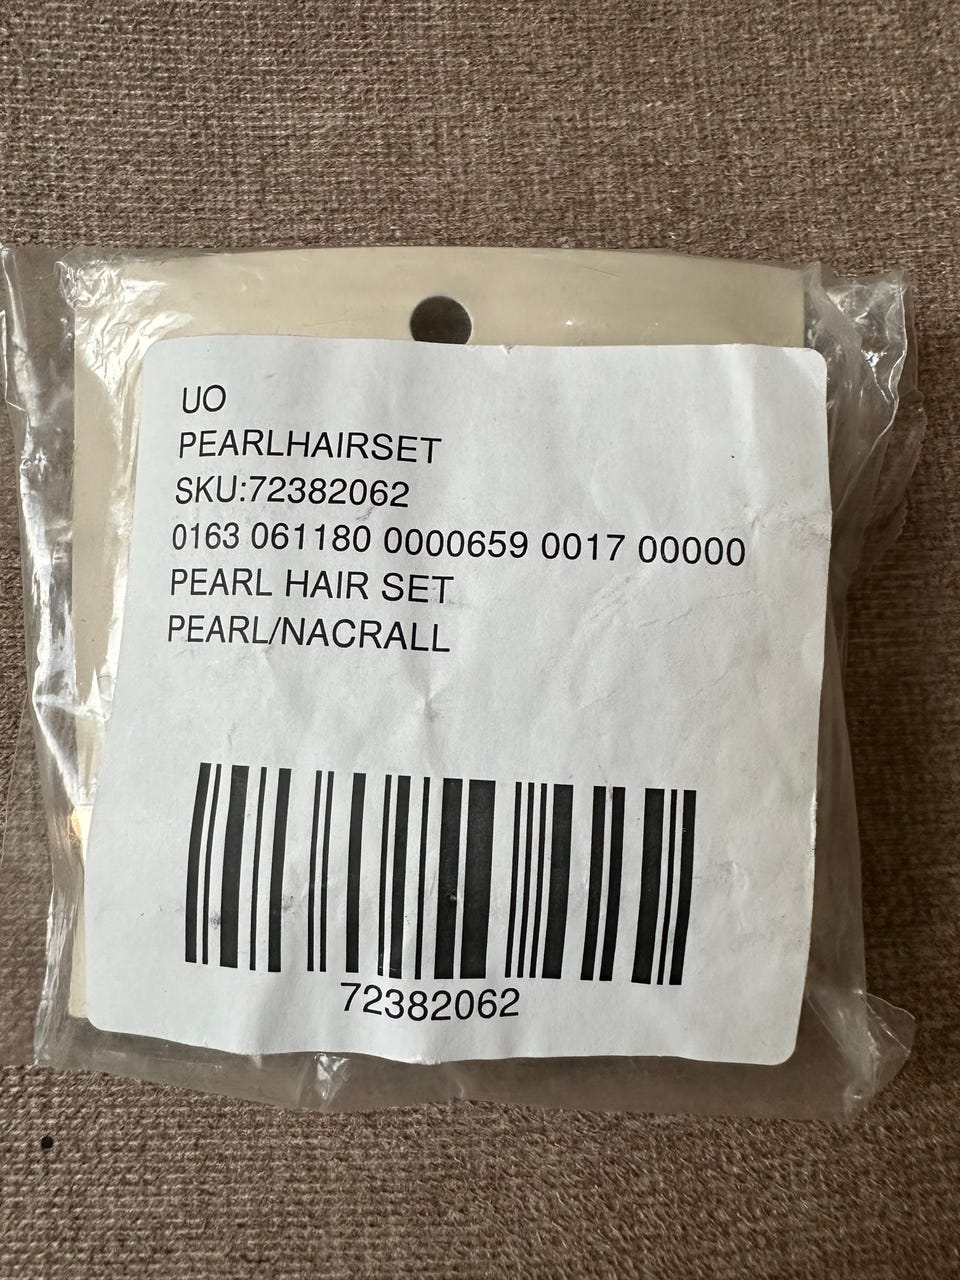 UO
PEARLHAIRSET
SKU:72382062
0163 061180 0000659 0017 00000
PEARL HAIR SET
PEARL/NACRALL
72382062